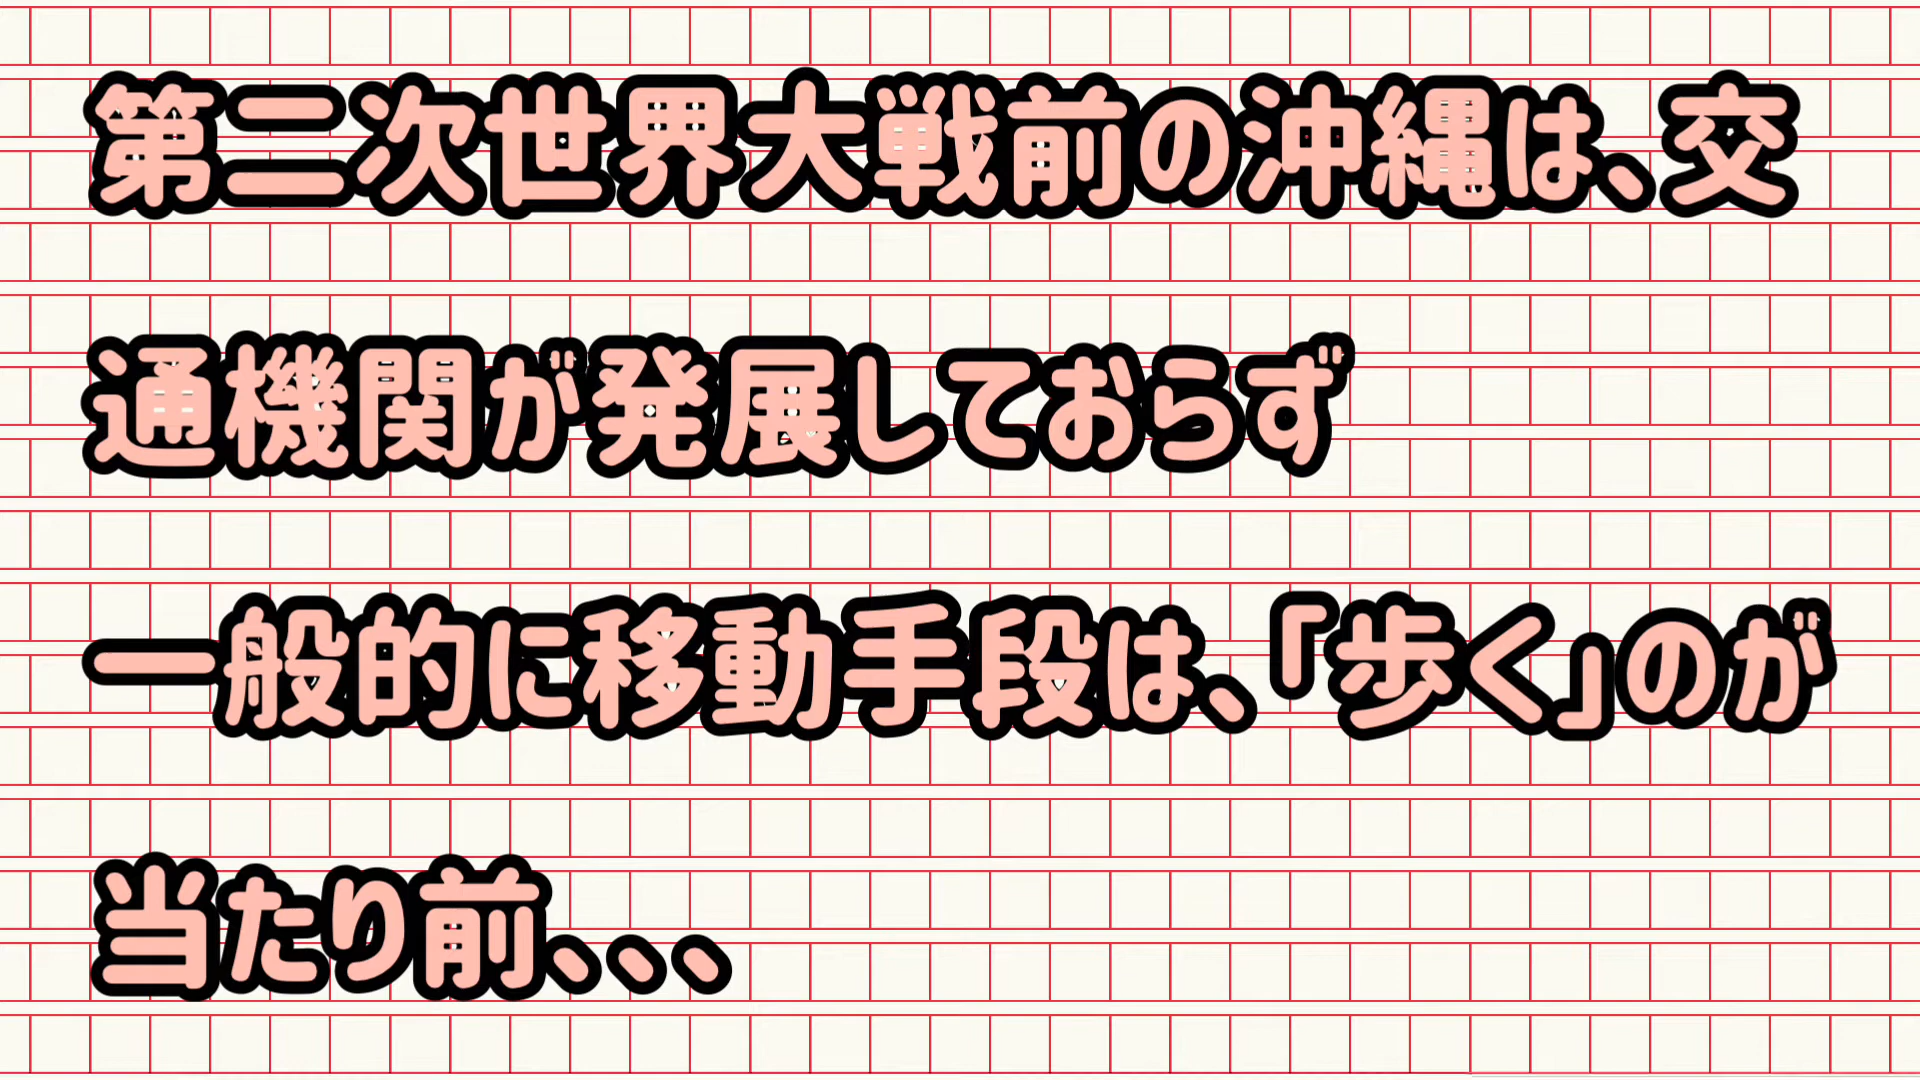 第二次世界大戦前の沖縄は、交
通機関が発展しておらず
一般的に移動手段は、「歩く」のが
当たり前、、、